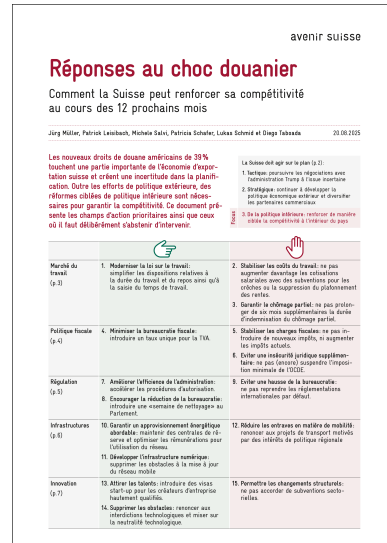 avenir suisse
Réponses au choc douanier
Comment la Suisse peut renforcer sa compétitivité
au cours des 12 prochains mois
Jürg Müller, Patrick Leisibach, Michele Salvi, Patricia Schafer, Lukas Schmid et Diego Taboada 20.08.2025
Les nouveaux droits de douane américains de 39 %
touchent une partie importante de l'économie d'expor-
tation suisse et créent une incertitude dans la planifi-
cation. Outre les efforts de politique extérieure, des
réformes ciblées de politique intérieure sont néces-
saires pour garantir la compétitivité. Ce document pré-
sente les champs d'action prioritaires ainsi que ceux
où il faut délibérément s'abstenir d'intervenir.
La Suisse doit agir sur le plan (p.2):
1. Tactique: poursuivre les négociations avec
l'administration Trump à l'issue incertaine
2. Stratégique: continuer à développer la
politique économique extérieur et diversifier
les partenaires commerciaux
Focus
3. De la politique intérieure: renforcer de manière
ciblée la compétitivité à l'intérieur du pays
Marché du
travail
(p.3)
1. Moderniser la loi sur le travail:
simplifier les dispositions relatives à
la durée du travail et du repos ainsi qu'à
la saisie du temps de travail.
2. Stabiliser les coûts du travail: ne pas
augmenter davantage les cotisations
salariales avec des subventions pour les
crèches ou la suppression du plafonnement
des rentes.
3. Garantir le chômage partiel: ne pas prolon-
ger de six mois supplémentaires la durée
d'indemnisation du chômage partiel.
Politique fiscale
(p.4)
4. Minimiser la bureaucratie fiscale:
introduire un taux unique pour la TVA.
5. Stabiliser les charges fiscales: ne pas in-
troduire de nouveaux impôts, ni augmenter
les impôts actuels.
6. Eviter une insécurité juridique supplémen-
taire: ne pas (encore) suspendre l'imposi-
tion minimale de l'OCDE.
Régulation
(p.5)
7. Améliorer l'efficience de l'administration:
accélérer les procédures d'autorisation.
8. Encourager la réduction de la bureaucratie:
introduire une «semaine de nettoyage» au
Parlement.
9. Eviter une hausse de la bureaucratie:
ne pas reprendre les réglementations
internationales par défaut.
Infrastructures
(p.6)
10. Garantir un approvisionnement énergétique
abordable: maintenir des centrales de ré-
serve et optimiser les rémunérations pour
l'utilisation du réseau.
11. Développer l'infrastructure numérique:
supprimer les obstacles à la mise à jour
du réseau mobile.
12. Réduire les entraves en matière de mobilité:
renoncer aux projets de transport motivés
par des intérêts de politique régionale
Innovation
(p.7)
13. Attirer les talents: introduire des visas
start-up pour les créateurs d'entreprise
hautement qualifiés.
14. Supprimer les obstacles: renoncer aux
interdictions technologiques et miser sur
la neutralité technologique.
15. Permettre les changements structurels:
ne pas accorder de subventions secto-
rielles.